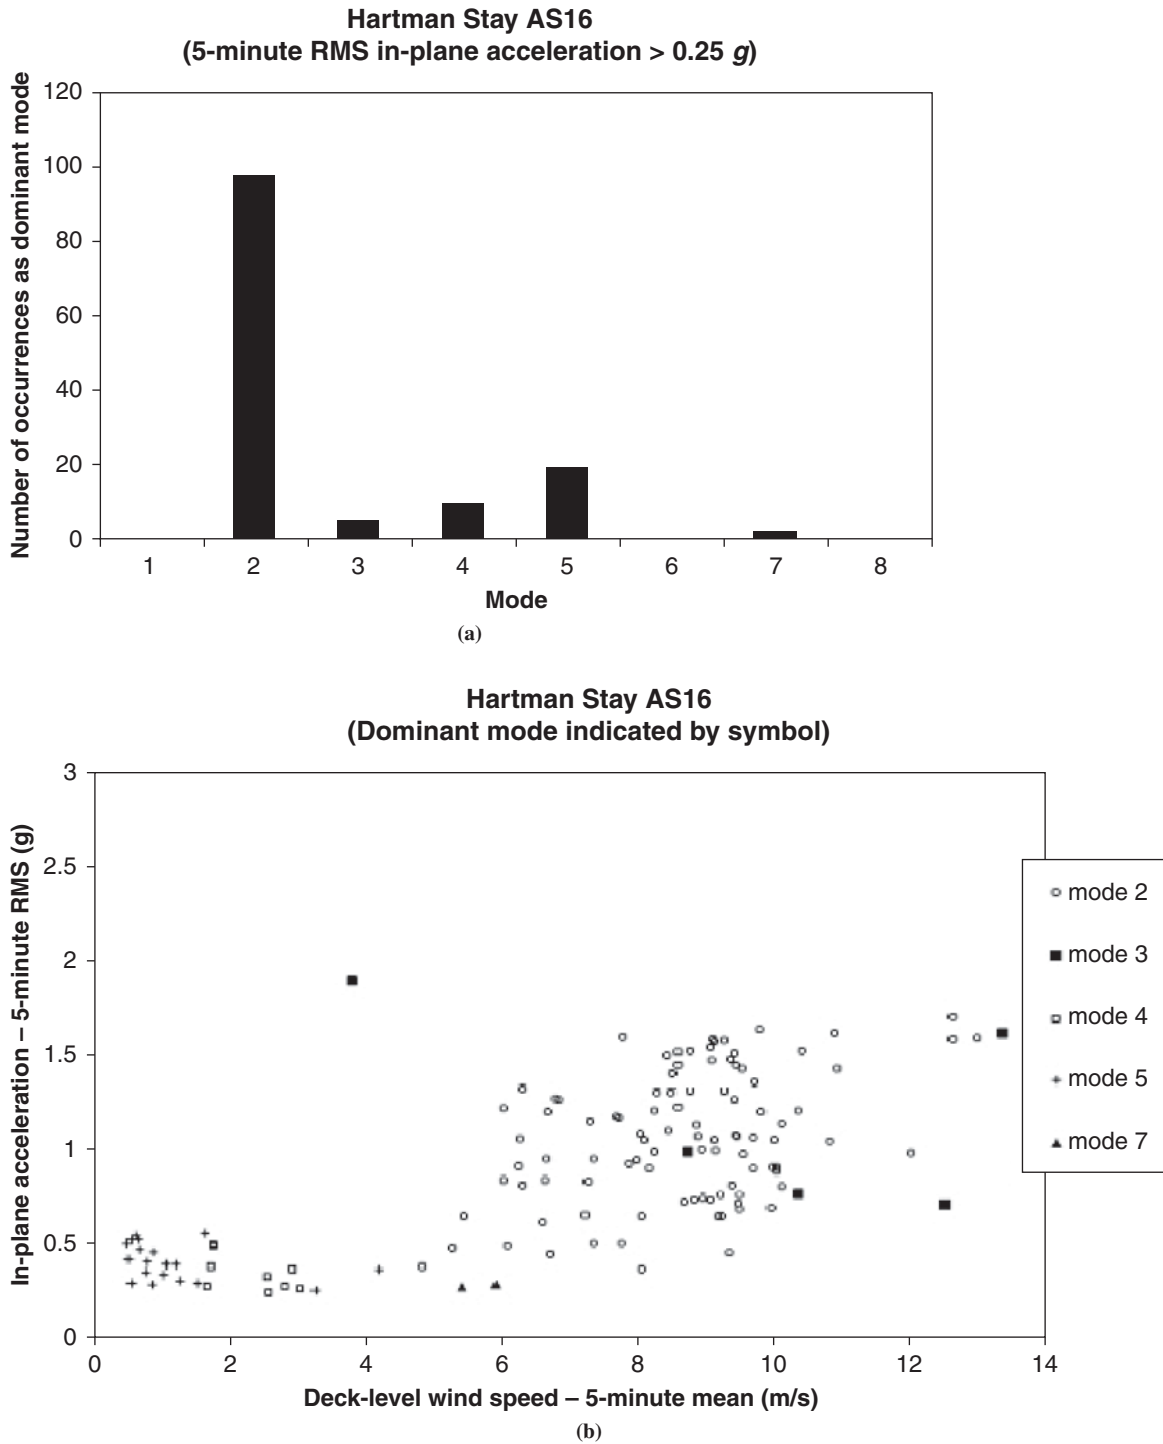 Hartman Stay AS16
(5-minute RMS in-plane acceleration > 0.25 g)
Number of occurrences as dominant mode
120
100
80
60
40
20
0
1 2 3 4 5 6 7 8
Mode
(a)
Hartman Stay AS16
(Dominant mode indicated by symbol)
In-plane acceleration – 5-minute RMS (g)
3
2.5
2
1.5
1
0.5
0
0 2 4 6 8 10 12 14
Deck-level wind speed – 5-minute mean (m/s)
mode 2
mode 3
mode 4
mode 5
mode 7
(b)